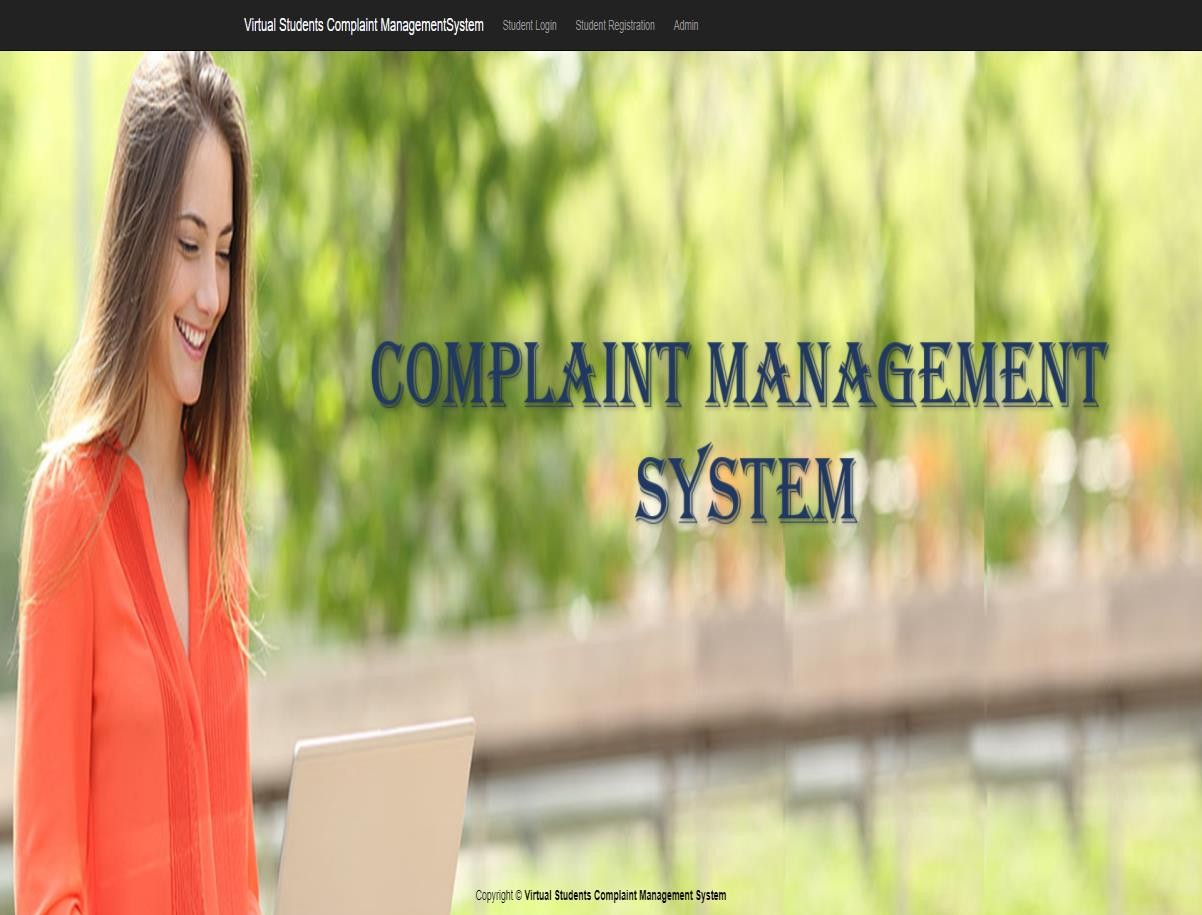 Virtual Students Complaint ManagementSystem Student Login Student Registration Admin
COMPLAINT MANAGEMENT
SYSTEM
Copyright © Virtual Students Complaint Management System